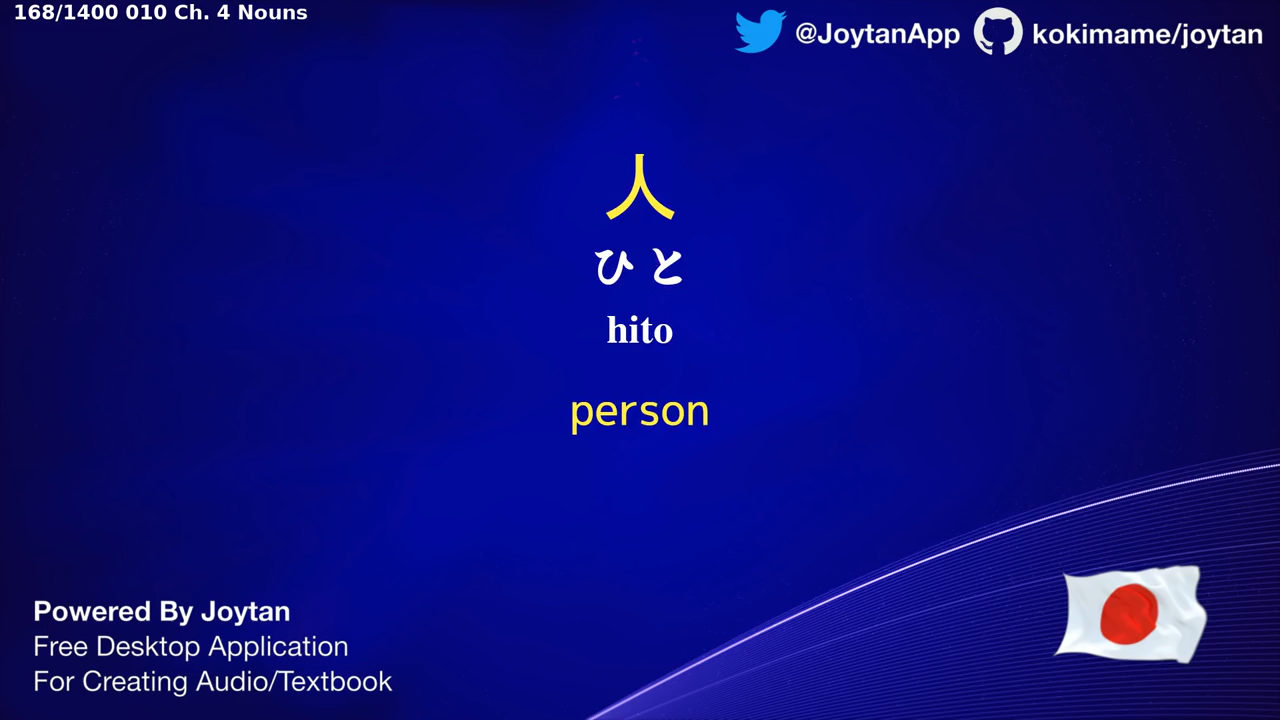 168/1400 010 Ch. 4 Nouns
@JoytanApp kokimame/joytan
人
ひと
hito
person
Powered By Joytan
Free Desktop Application
For Creating Audio/Textbook